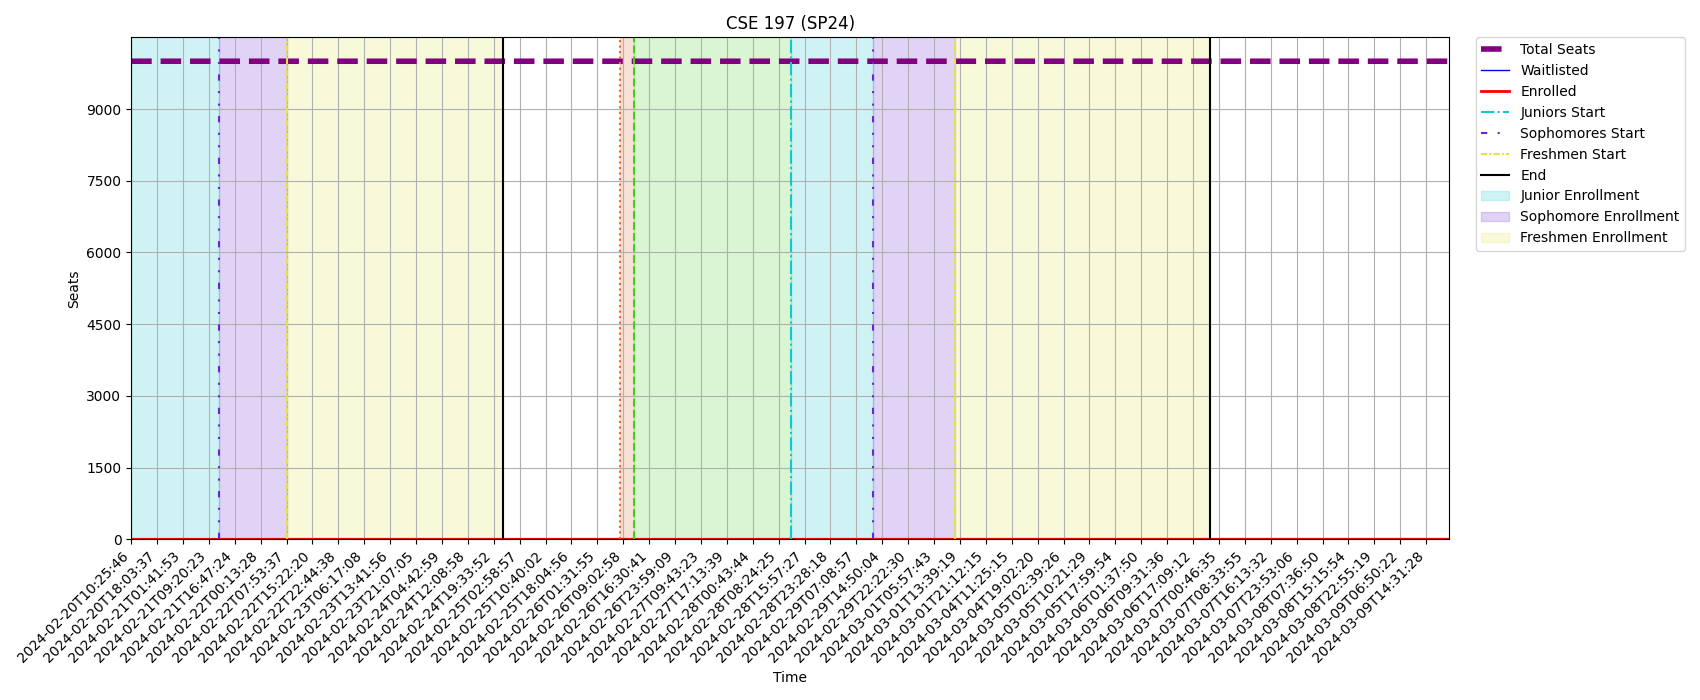 CSE 197 (SP24)
Total Seats
Waitlisted
Enrolled
Juniors Start
Sophomores Start
Freshmen Start
End
Junior Enrollment
Sophomore Enrollment
Freshmen Enrollment
Seats
9000
7500
6000
4500
3000
1500
0
2024-02-20T10:25:46
2024-02-20T18:03:37
2024-02-21T01:41:53
2024-02-21T09:20:23
2024-02-21T16:47:24
2024-02-22T00:13:28
2024-02-22T07:53:37
2024-02-22T15:22:20
2024-02-22T22:44:38
2024-02-23T06:17:08
2024-02-23T13:41:56
2024-02-23T21:07:05
2024-02-24T04:42:59
2024-02-24T12:08:58
2024-02-24T19:33:52
2024-02-25T02:58:57
2024-02-25T10:40:02
2024-02-25T18:04:56
2024-02-26T01:31:55
2024-02-26T09:02:58
2024-02-26T16:30:41
2024-02-26T23:59:09
2024-02-27T09:43:23
2024-02-27T17:13:39
2024-02-28T00:43:44
2024-02-28T08:24:25
2024-02-28T15:57:27
2024-02-28T23:28:18
2024-02-29T07:08:57
2024-02-29T14:50:04
2024-02-29T22:22:30
2024-03-01T05:57:43
2024-03-01T13:39:19
2024-03-01T21:12:15
2024-03-04T11:25:15
2024-03-04T19:02:20
2024-03-05T02:39:26
2024-03-05T10:21:29
2024-03-05T17:59:54
2024-03-06T01:37:50
2024-03-06T09:31:36
2024-03-06T17:09:12
2024-03-07T00:46:35
2024-03-07T08:33:55
2024-03-07T16:13:32
2024-03-07T23:53:06
2024-03-08T07:36:50
2024-03-08T15:15:54
2024-03-08T22:55:19
2024-03-09T06:50:22
2024-03-09T14:31:28
Time